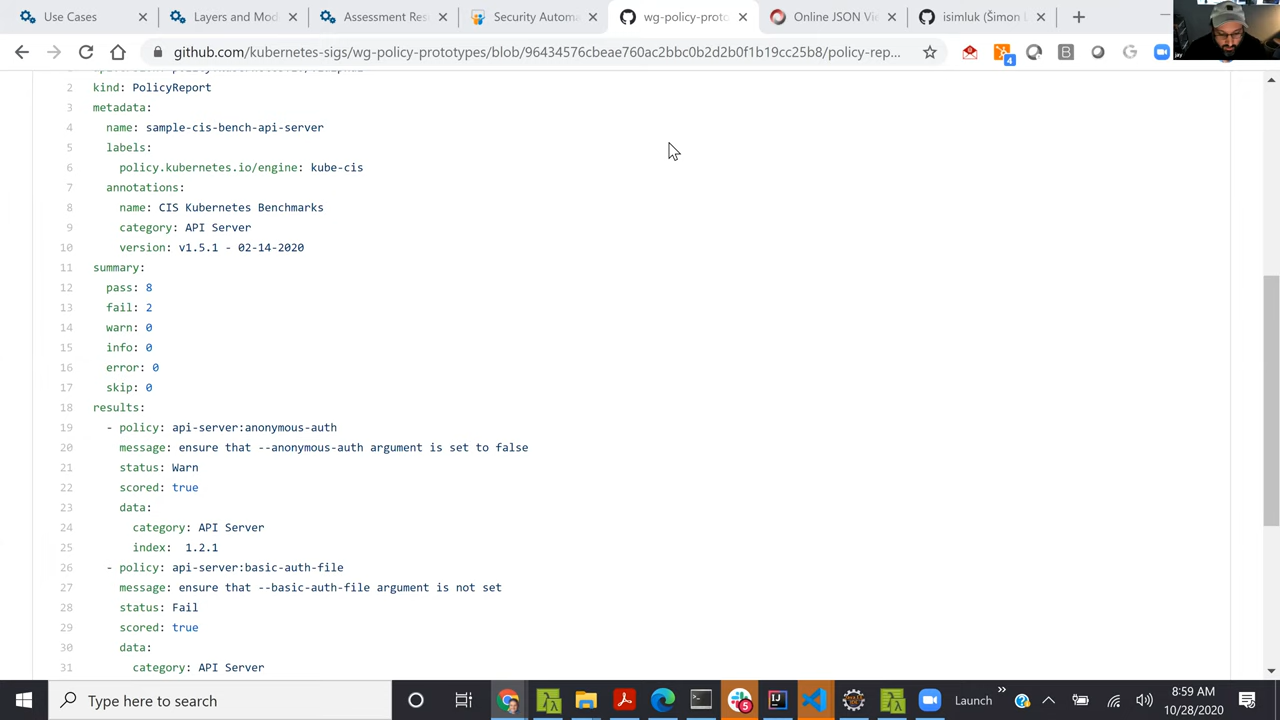 Use Cases
Layers and Mod
Assessment Res
Security Autom
wg-policy-proto
Online JSON Vi
isimluk (Šimon L
github.com/kubernetes-sigs/wg-policy-prototypes/blob/96434576cbeae760ac2bbc0b2d2b0f1b19cc25b8/policy-rep...
4
jay
2 kind: PolicyReport
3 metadata:
4 name: sample-cis-bench-api-server
5 labels:
6 policy.kubernetes.io/engine: kube-cis
7 annotations:
8 name: CIS Kubernetes Benchmarks
9 category: API Server
10 version: v1.5.1 - 02-14-2020
11 summary:
12 pass: 8
13 fail: 2
14 warn: 0
15 info: 0
16 error: 0
17 skip: 0
18 results:
19 - policy: api-server:anonymous-auth
20 message: ensure that --anonymous-auth argument is set to false
21 status: Warn
22 scored: true
23 data:
24 category: API Server
25 index: 1.2.1
26 - policy: api-server:basic-auth-file
27 message: ensure that --basic-auth-file argument is not set
28 status: Fail
29 scored: true
30 data:
31 category: API Server
Type here to search
5
Launch
8:59 AM
10/28/2020